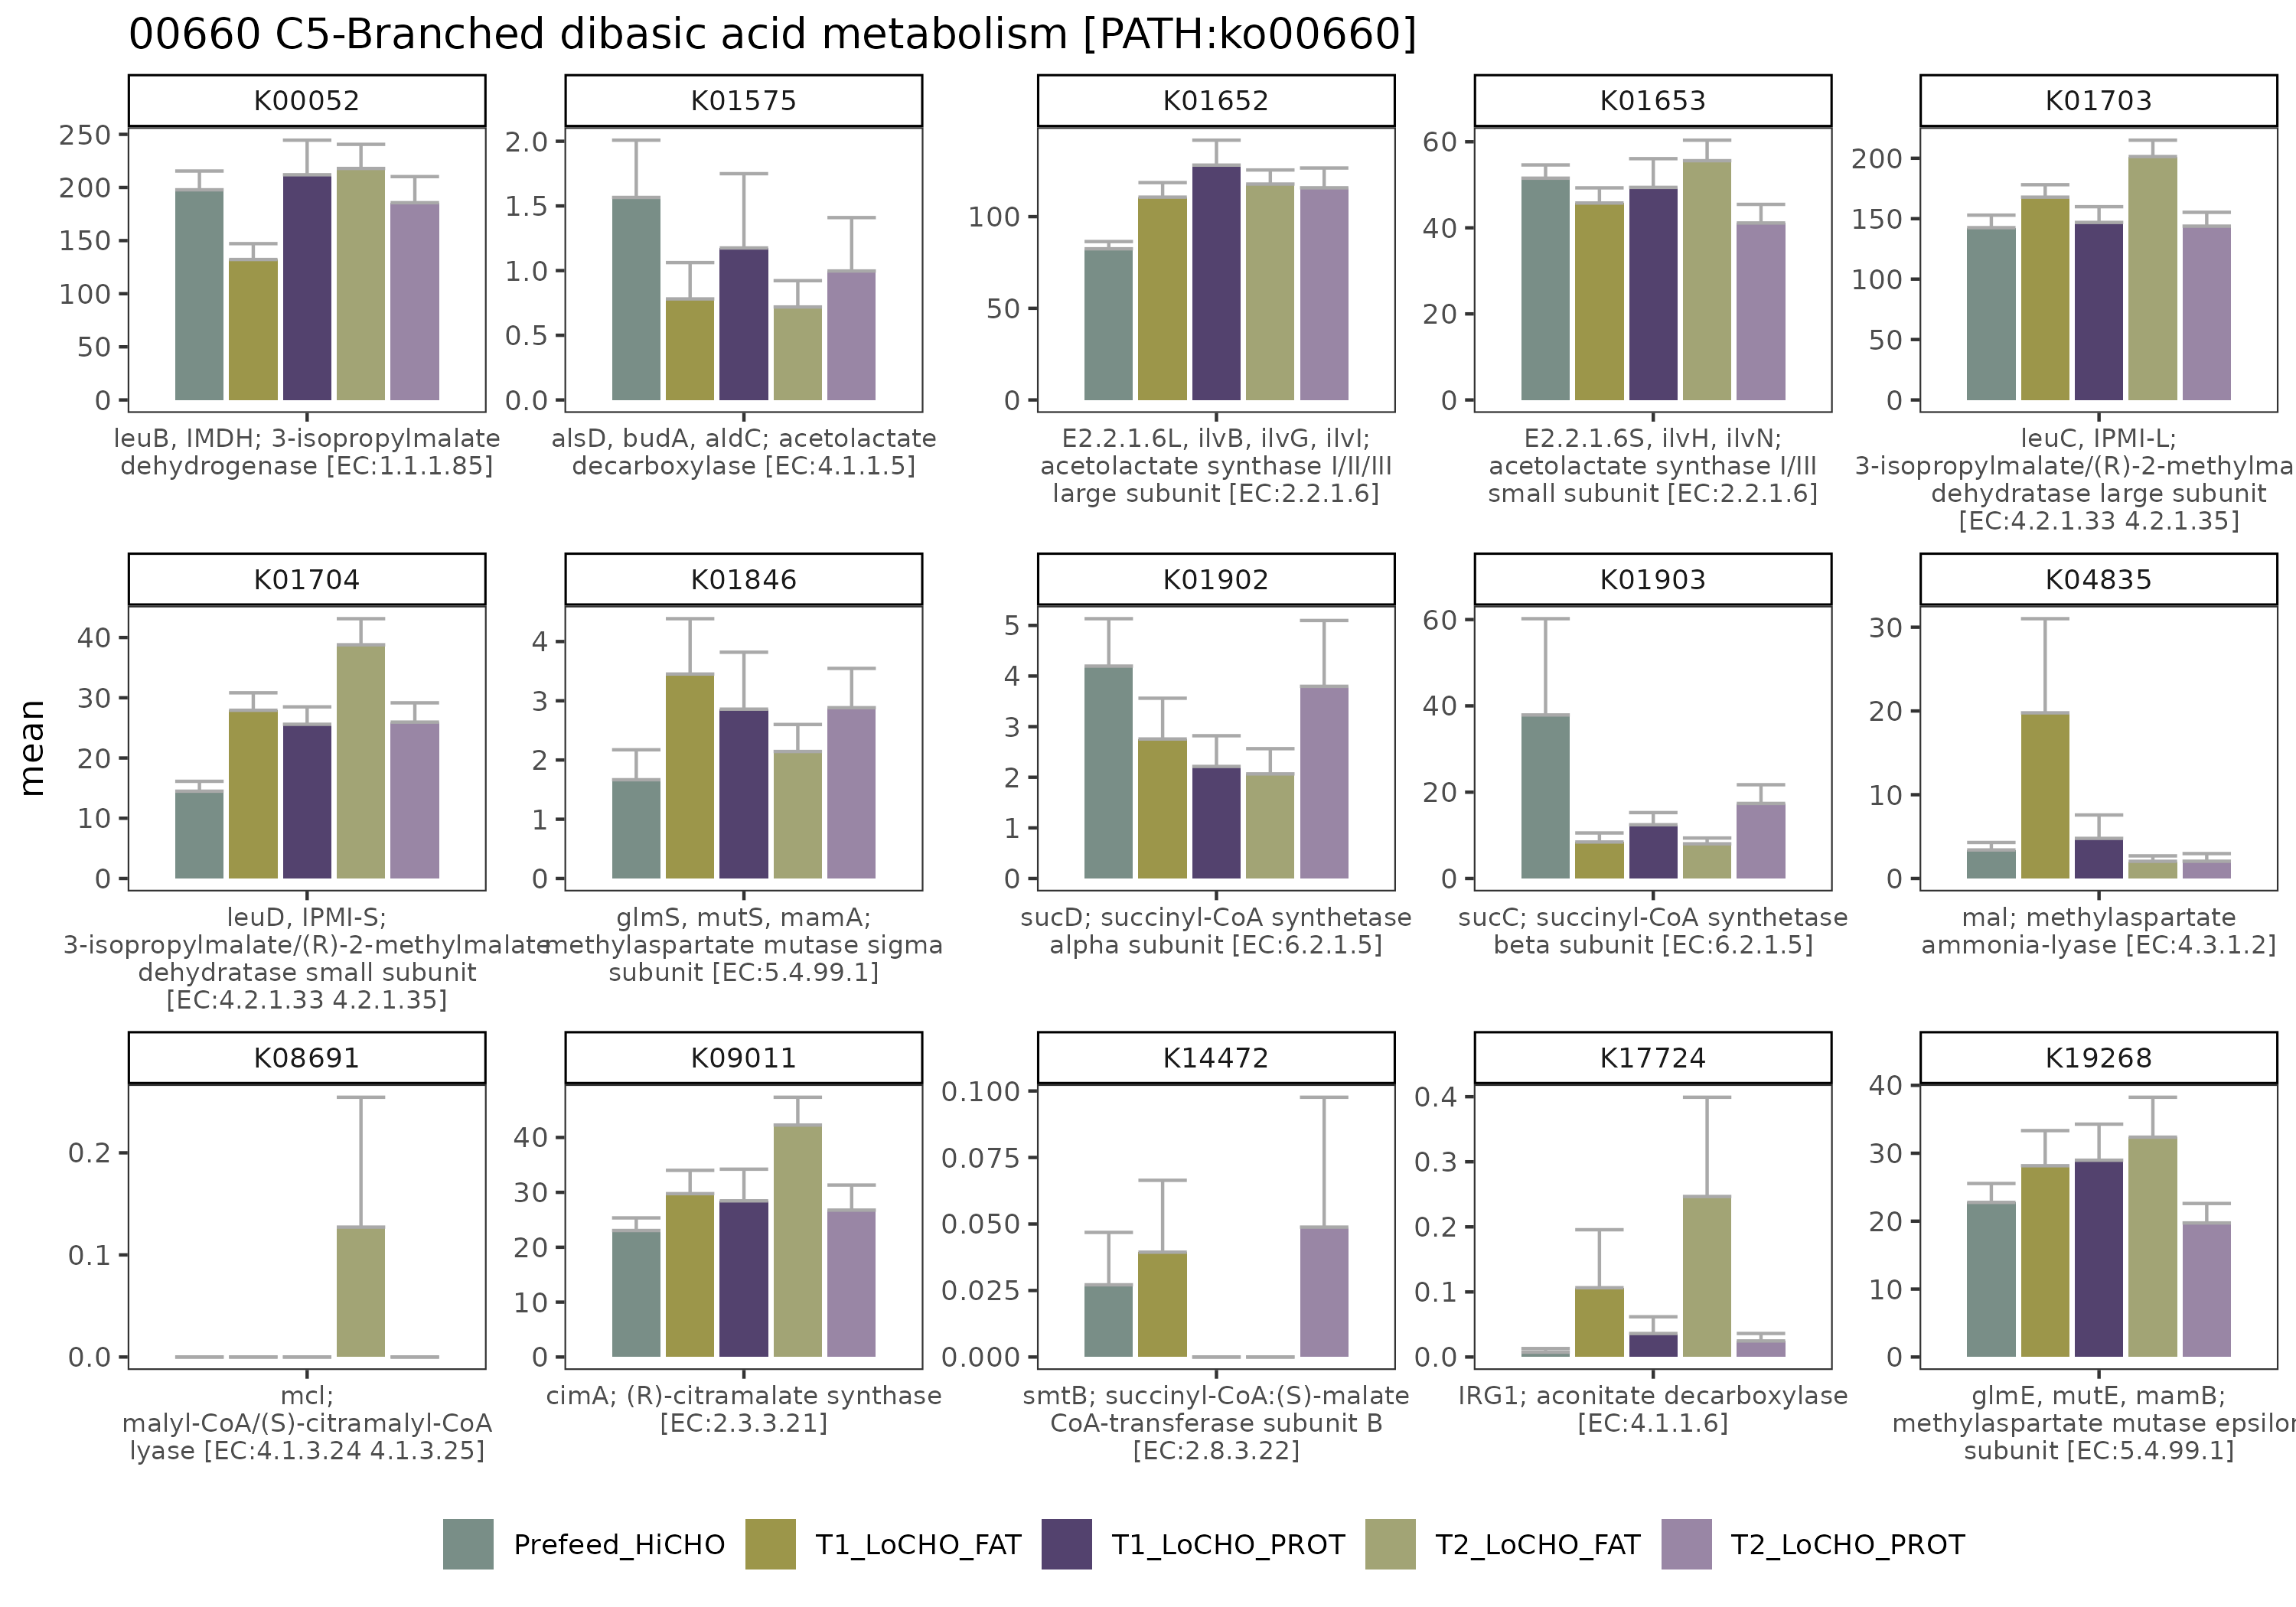 00660 C5-Branched dibasic acid metabolism [PATH:ko00660]
mean
K00052
250
200
150
100
50
0
leuB, IMDH; 3-isopropylmalate
dehydrogenase [EC:1.1.1.85]
K01575
2.0
1.5
1.0
0.5
0.0
alsD, budA, aldC; acetolactate
decarboxylase [EC:4.1.1.5]
K01652
100
50
0
E2.2.1.6L, ilvB, ilvG, ilvI;
acetolactate synthase I/II/III
large subunit [EC:2.2.1.6]
K01653
60
40
20
0
E2.2.1.6S, ilvH, ilvN;
acetolactate synthase I/III
small subunit [EC:2.2.1.6]
K01703
200
150
100
50
0
leuC, IPMI-L;
3-isopropylmalate/(R)-2-methylma
dehydratase large subunit
[EC:4.2.1.33 4.2.1.35]
K01704
40
30
20
10
0
leuD, IPMI-S;
3-isopropylmalate/(R)-2-methylmalate
dehydratase small subunit
[EC:4.2.1.33 4.2.1.35]
K01846
4
3
2
1
0
glmS, mutS, mamA;
methylaspartate mutase sigma
subunit [EC:5.4.99.1]
K01902
5
4
3
2
1
0
sucD; succinyl-CoA synthetase
alpha subunit [EC:6.2.1.5]
K01903
60
40
20
0
sucC; succinyl-CoA synthetase
beta subunit [EC:6.2.1.5]
K04835
30
20
10
0
mal; methylaspartate
ammonia-lyase [EC:4.3.1.2]
K08691
0.2
0.1
0.0
mcl;
malyl-CoA/(S)-citramalyl-CoA
lyase [EC:4.1.3.24 4.1.3.25]
K09011
40
30
20
10
0
cimA; (R)-citramalate synthase
[EC:2.3.3.21]
K14472
0.100
0.075
0.050
0.025
0.000
smtB; succinyl-CoA:(S)-malate
CoA-transferase subunit B
[EC:2.8.3.22]
K17724
0.4
0.3
0.2
0.1
0.0
IRG1; aconitate decarboxylase
[EC:4.1.1.6]
K19268
40
30
20
10
0
glmE, mutE, mamB;
methylaspartate mutase epsilon
subunit [EC:5.4.99.1]
Prefeed_HiCHO
T1_LoCHO_FAT
T1_LoCHO_PROT
T2_LoCHO_FAT
T2_LoCHO_PROT